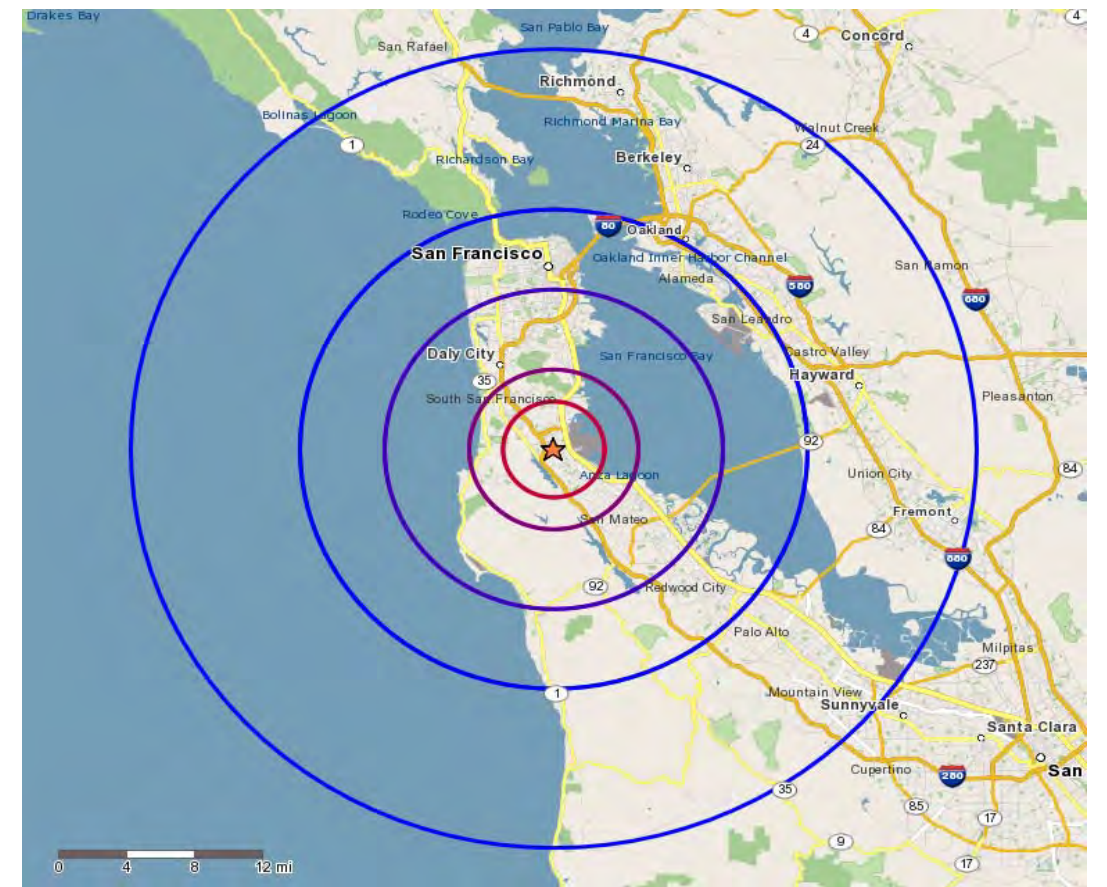 Drakes Bay
San Pablo Bay
4
4
Concord
San Rafael
Richmond
Bolinas Lagoon
Richmond Marina Bay
Walnut Creek
1
24
Richardson Bay
Berkeley
Rodeo Cove
80
Oakland
San Francisco
Oakland Inner Harbor Channel
San Ramon
Alameda
580
680
San Leandro
Daly City
San Francisco Bay
Castro Valley
35
Hayward
South San Francisco
Pleasanton
92
Anza Lagoon
Union City
84
San Mateo
Fremont
84
680
92
Redwood City
Palo Alto
Milpitas
237
1
Mountain View
Sunnyvale
Santa Clara
Cupertino
280
San
35
85
17
9
17
0 4 8 12 mi